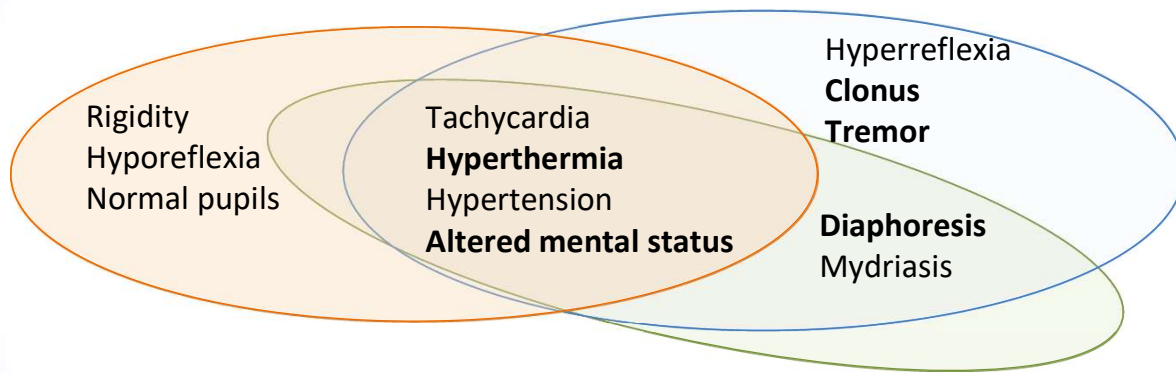 Rigidity
Hyporeflexia
Normal pupils
Tachycardia
Hyperthermia
Hypertension
Altered mental status
Hyperreflexia
Clonus
Tremor
Diaphoresis
Mydriasis